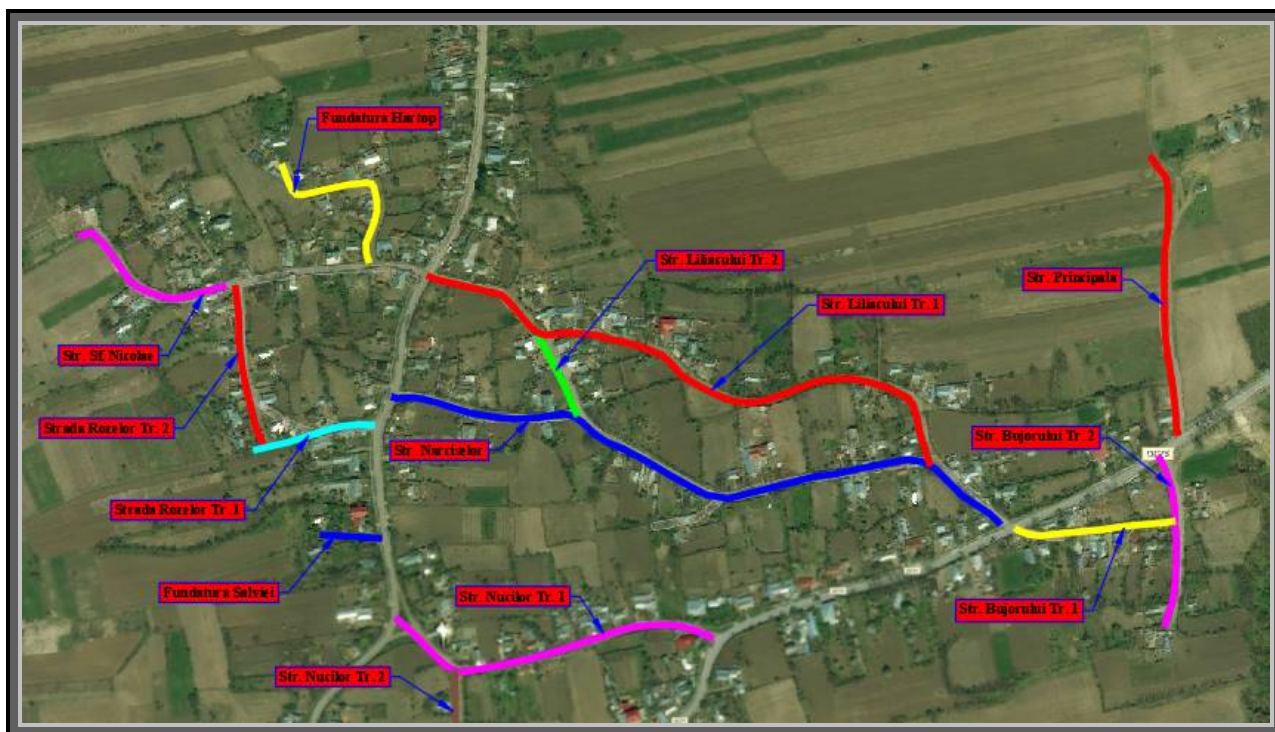 Fundatura Hartop
Str. Liliacului Tr. 2
Str. Principala
Str. Liliacului Tr. 1
Str. Sf. Nicolae
Strada Rozelor Tr. 2
Str. Narciselor
Str. Bujorului Tr. 2
Strada Rozelor Tr. 1
Fundatura Salviei
Str. Nucilor Tr. 1
Str. Bujorului Tr. 1
Str. Nucilor Tr. 2